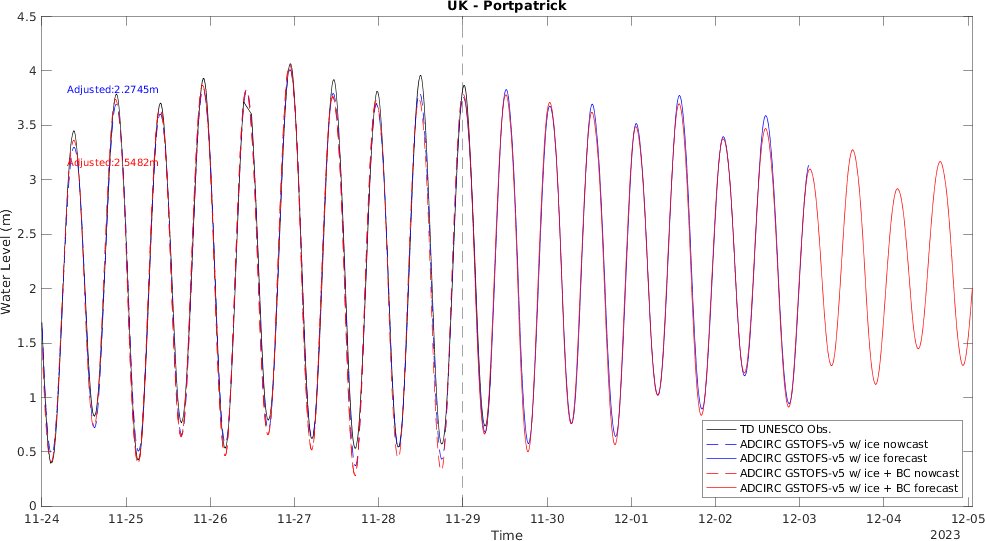 UK - Portpatrick
4.5
4
3.5
3
2.5
2
1.5
1
0.5
0
Water Level (m)
Adjusted:2.2745m
Adjusted:2.5482m
TD UNESCO Obs.
ADCIRC GSTOFS-v5 w/ ice nowcast
ADCIRC GSTOFS-v5 w/ ice forecast
ADCIRC GSTOFS-v5 w/ ice + BC nowcast
ADCIRC GSTOFS-v5 w/ ice + BC forecast
11-24 11-25 11-26 11-27 11-28 11-29 11-30 12-01 12-02 12-03 12-04 12-05
Time
2023